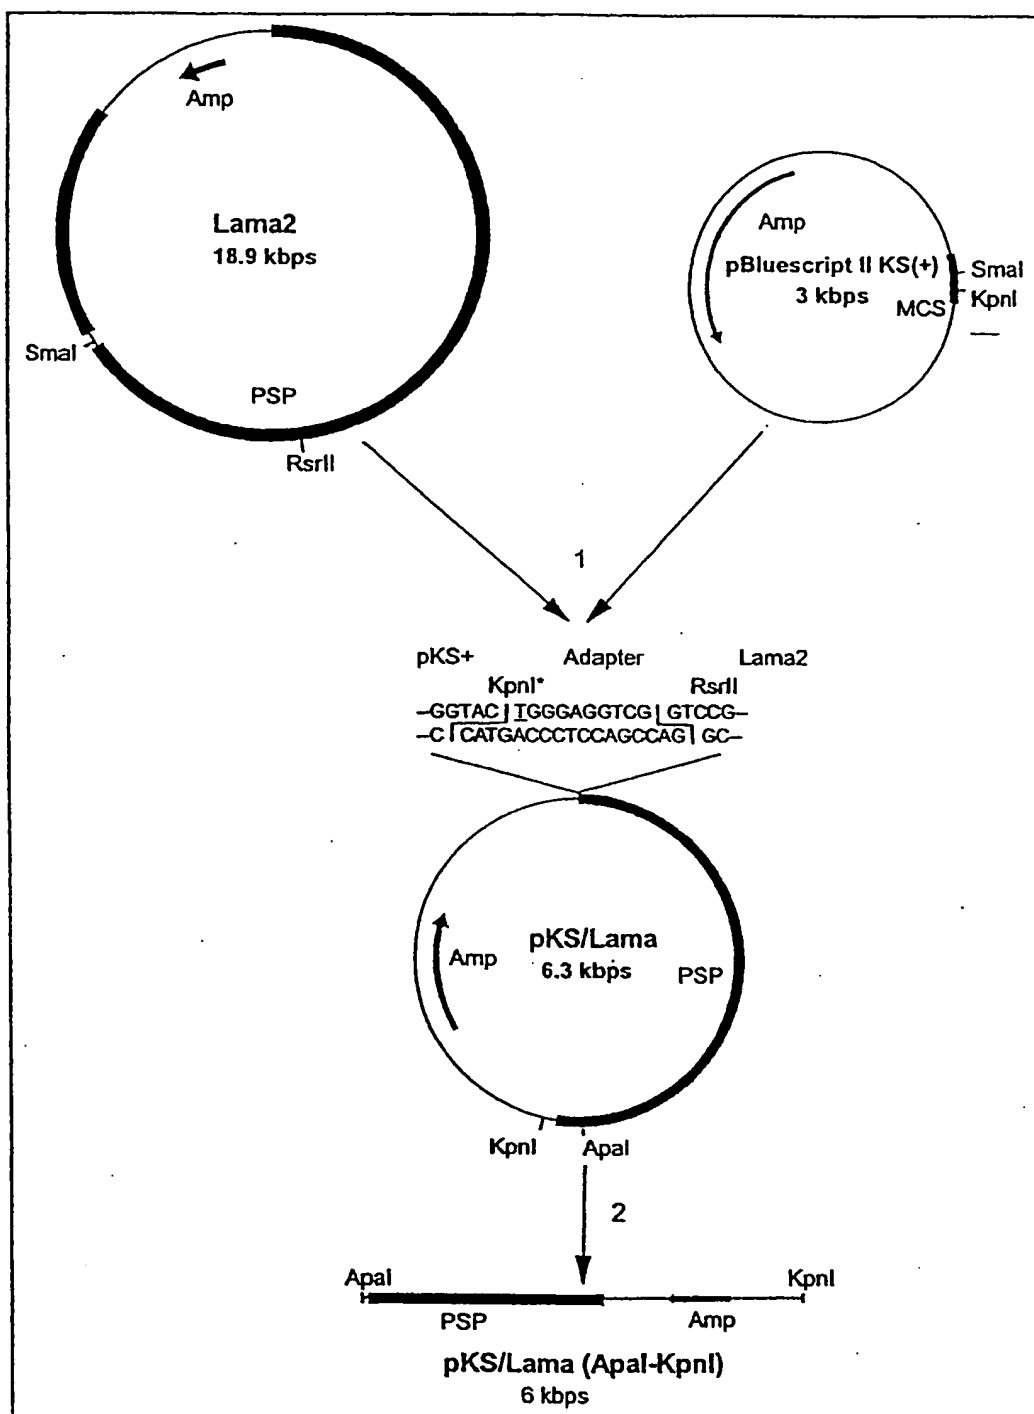 Amp
Lama2
18.9 kbps
SmaI
PSP
RsrII
Amp
pBluescript II KS(+)
3 kbps
MCS
SmaI
KpnI
1
pKS+ Adapter Lama2
KpnI* RsrII
–GGTAC TGGGAGGTCG GTCCG–
–C CATGACCCTCCAGCCAG GC–
Amp
pKS/Lama
6.3 kbps
PSP
KpnI ApaI
2
ApaI KpnI
PSP Amp
pKS/Lama (ApaI-KpnI)
6 kbps